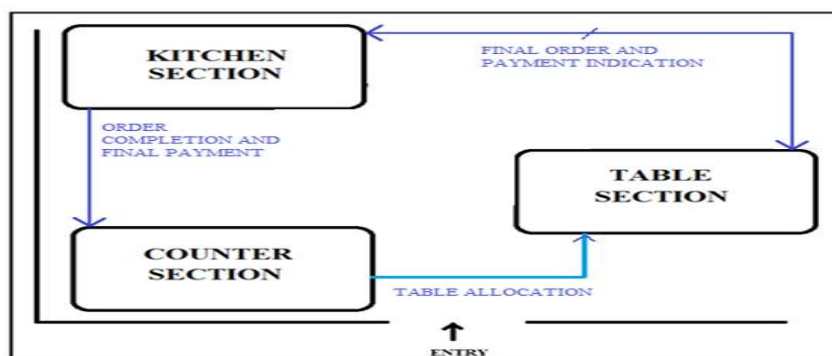 KITCHEN
SECTION
FINAL ORDER AND
PAYMENT INDICATION
ORDER
COMPLETION AND
FINAL PAYMENT
TABLE
SECTION
COUNTER
SECTION
TABLE ALLOCATION
ENTRY